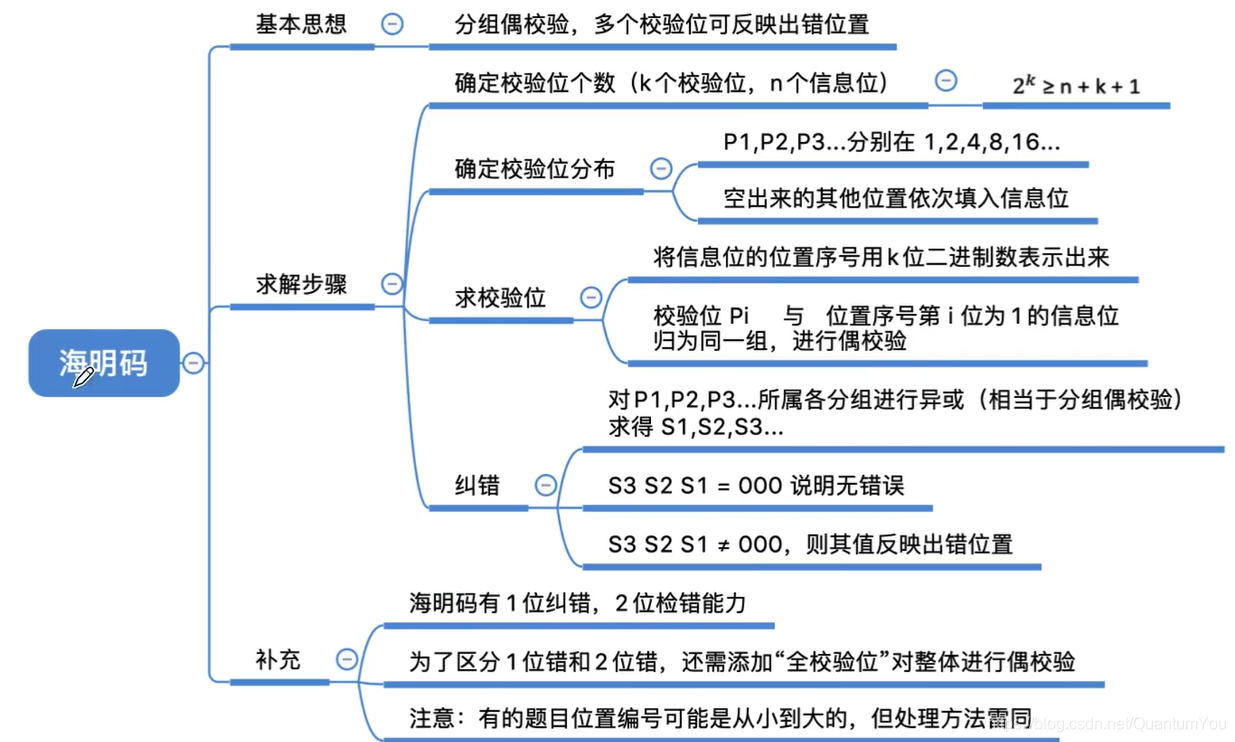 基本思想
分组偶校验，多个校验位可反映出错位置
确定校验位个数（k个校验位，n个信息位）
2^k ≥ n + k + 1
确定校验位分布
P1,P2,P3...分别在 1,2,4,8,16...
空出来的其他位置依次填入信息位
求解步骤
求校验位
将信息位的位置序号用k位二进制数表示出来
校验位 Pi 与 位置序号第 i 位为1的信息位
归为同一组，进行偶校验
海明码
纠错
对P1,P2,P3...所属各分组进行异或（相当于分组偶校验）
求得 S1,S2,S3...
S3 S2 S1 = 000 说明无错误
S3 S2 S1 ≠ 000，则其值反映出错位置
补充
海明码有1位纠错，2位检错能力
为了区分1位错和2位错，还需添加“全校验位”对整体进行偶校验
注意：有的题目位置编号可能是从小到大的，但处理方法雷同
blog.csdn.net/QuantumYou